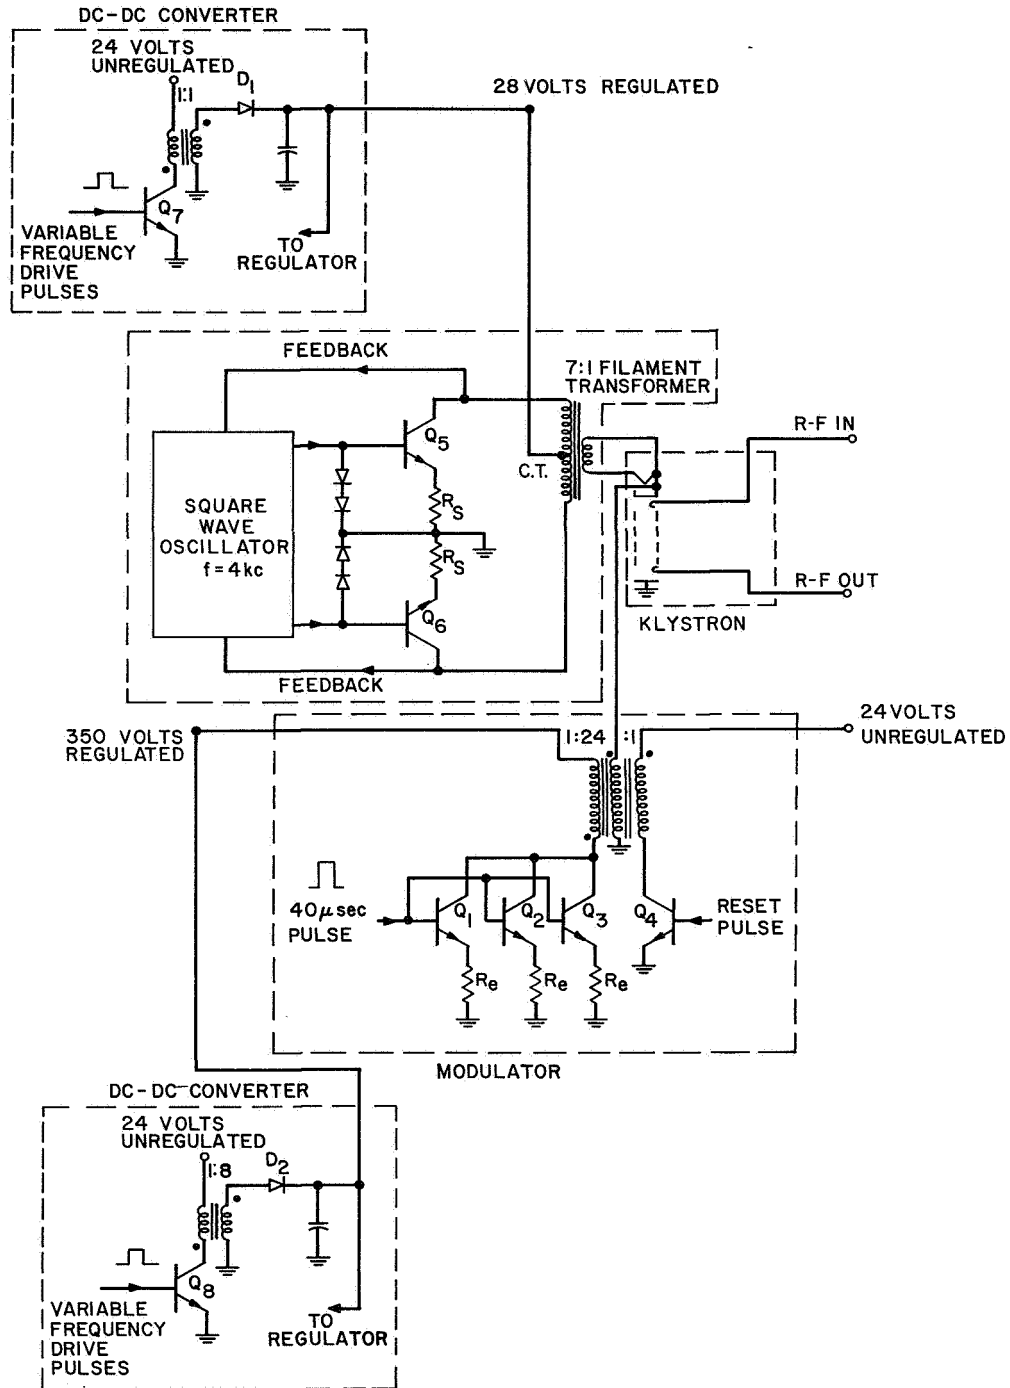 DC-DC CONVERTER
24 VOLTS
UNREGULATED
1:1
D1
28 VOLTS REGULATED
Q7
VARIABLE
FREQUENCY
DRIVE
PULSES
TO
REGULATOR
FEEDBACK
7:1 FILAMENT
TRANSFORMER
R-F IN
Q5
C.T.
RS
SQUARE
WAVE
OSCILLATOR
f=4kc
RS
R-F OUT
Q6
KLYSTRON
FEEDBACK
24 VOLTS
UNREGULATED
350 VOLTS
REGULATED
1:24 :1
40 μsec
PULSE
Q1
Q2
Q3
Q4
RESET
PULSE
Re
Re
Re
MODULATOR
DC-DC CONVERTER
24 VOLTS
UNREGULATED
1:8
D2
Q8
VARIABLE
FREQUENCY
DRIVE
PULSES
TO
REGULATOR